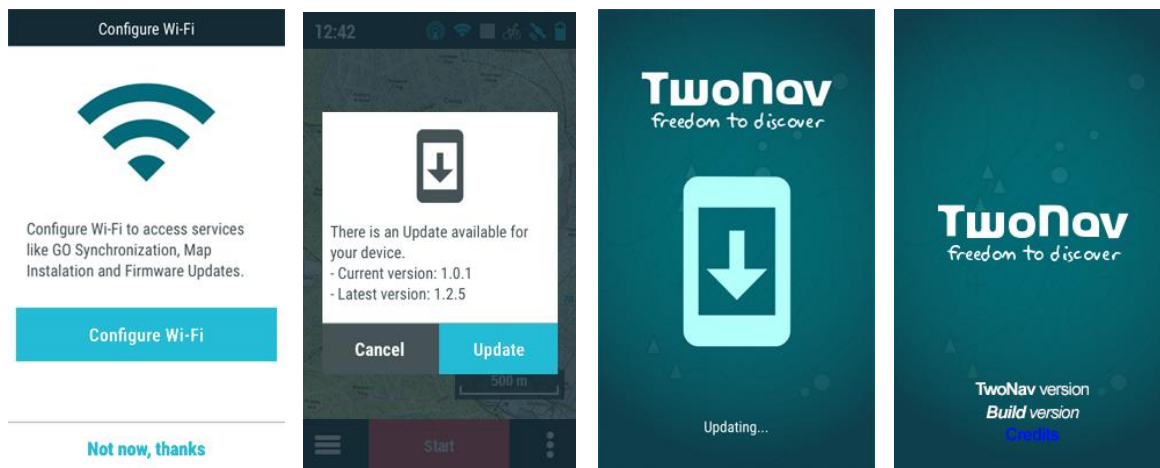 Configure Wi-Fi
Configure Wi-Fi to access services
like GO Synchronization, Map
Instalation and Firmware Updates.
Configure Wi-Fi
Not now, thanks
12:42
There is an Update available for
your device.
- Current version: 1.0.1
- Latest version: 1.2.5
Cancel
Update
500 m
Start
TwoNav
freedom to discover
Updating...
TwoNav
freedom to discover
TwoNav version
Build version
Credits